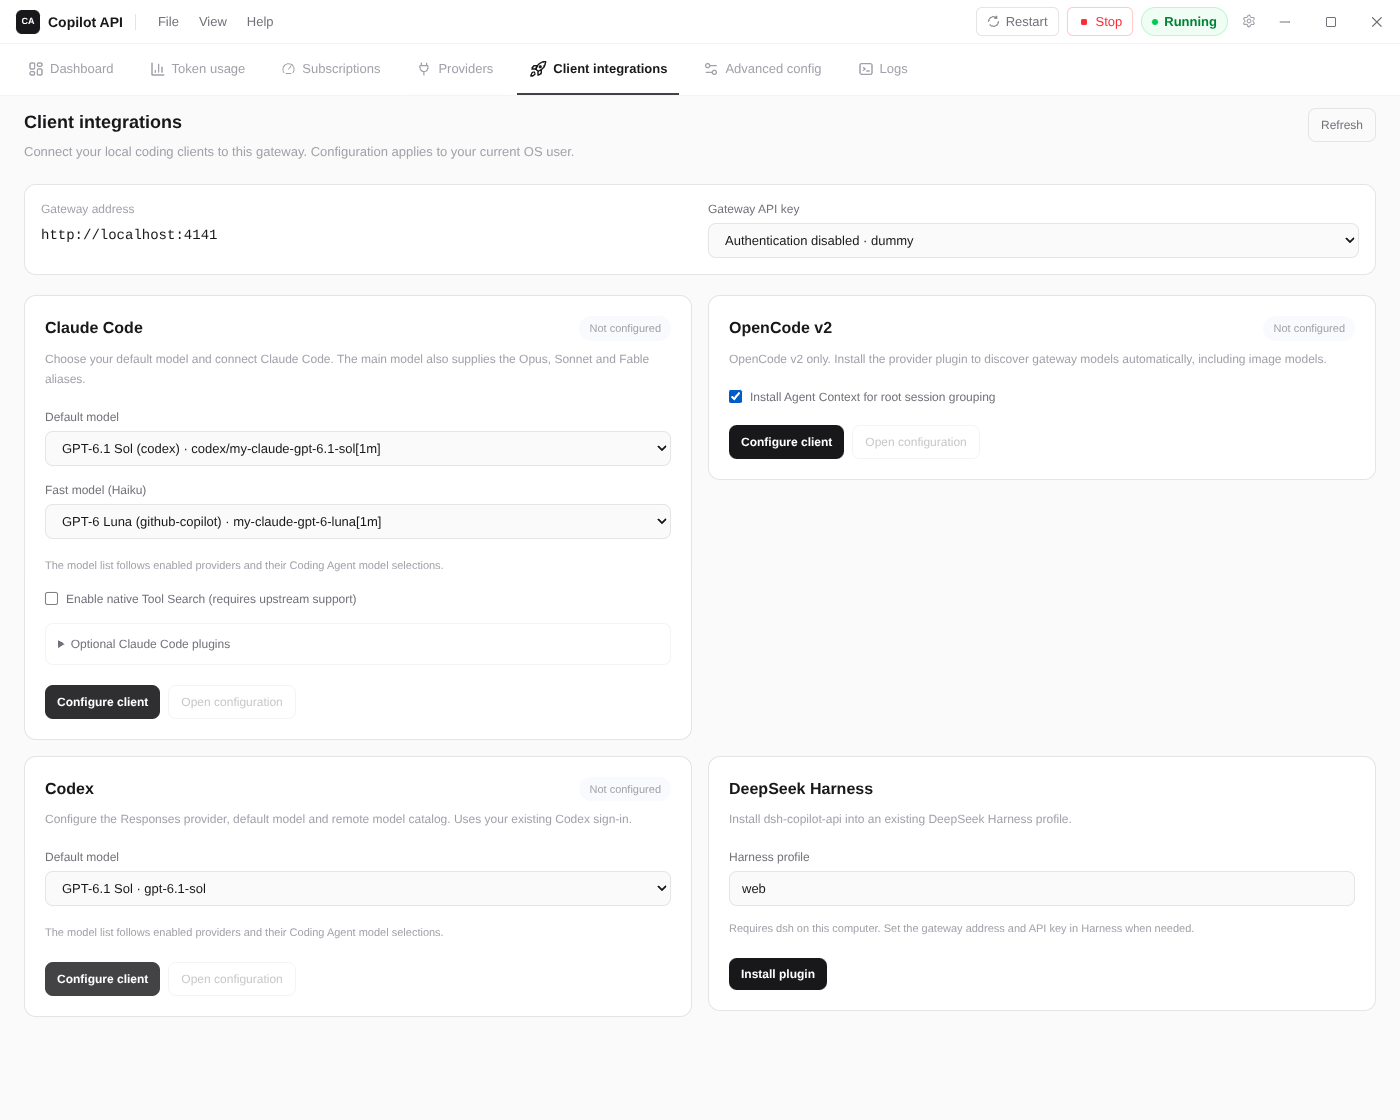 CA Copilot API File View Help Restart Stop Running
Dashboard Token usage Subscriptions Providers Client integrations Advanced config Logs
Client integrations
Refresh
Connect your local coding clients to this gateway. Configuration applies to your current OS user.
Gateway address
http://localhost:4141
Gateway API key
Authentication disabled · dummy
Claude Code
Not configured
Choose your default model and connect Claude Code. The main model also supplies the Opus, Sonnet and Fable
aliases.
Default model
GPT-6.1 Sol (codex) · codex/my-claude-gpt-6.1-sol[1m]
Fast model (Haiku)
GPT-6 Luna (github-copilot) · my-claude-gpt-6-luna[1m]
The model list follows enabled providers and their Coding Agent model selections.
Enable native Tool Search (requires upstream support)
Optional Claude Code plugins
Configure client Open configuration
OpenCode v2
Not configured
OpenCode v2 only. Install the provider plugin to discover gateway models automatically, including image models.
Install Agent Context for root session grouping
Configure client Open configuration
Codex
Not configured
Configure the Responses provider, default model and remote model catalog. Uses your existing Codex sign-in.
Default model
GPT-6.1 Sol · gpt-6.1-sol
The model list follows enabled providers and their Coding Agent model selections.
Configure client Open configuration
DeepSeek Harness
Install dsh-copilot-api into an existing DeepSeek Harness profile.
Harness profile
web
Requires dsh on this computer. Set the gateway address and API key in Harness when needed.
Install plugin